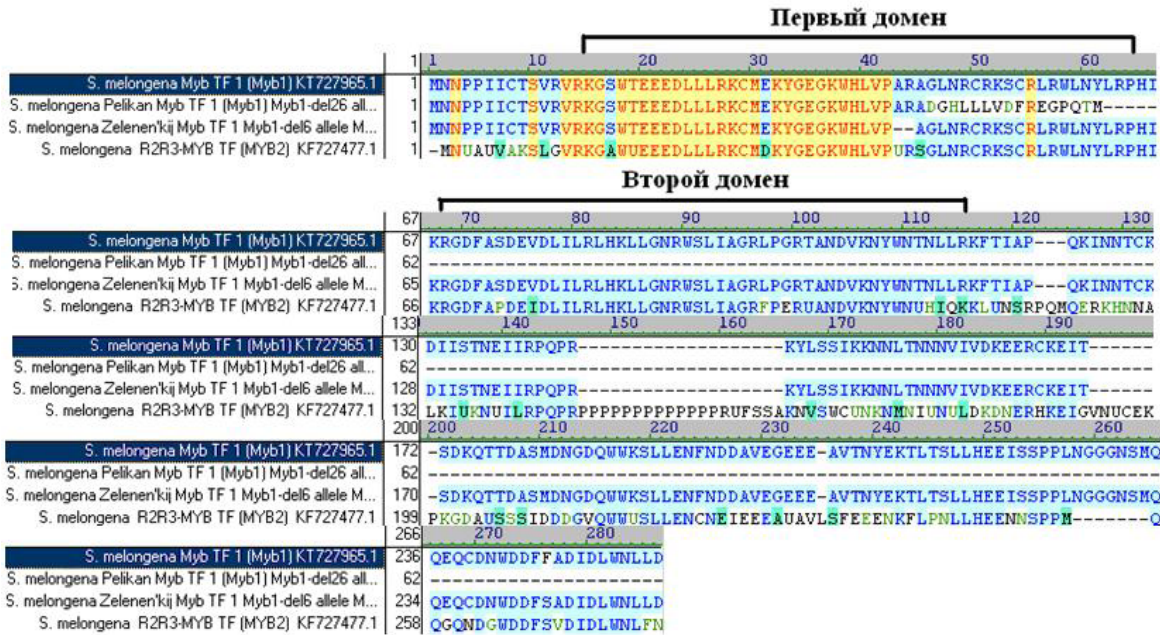 Первый домен
1 1 10 20 30 40 50 60
S. melongena Myb TF 1 (Myb1) KT727965.1 1 MNNPPIICTSVRVRKGSWTEEEDLLLRKCMEKYGEGKWHLVPARAGLNRCRKSCRLRWLNYLRPHI
S. melongena Pelikan Myb TF 1 (Myb1) Myb1-del26 all... 1 MNNPPIICTSVRVRKGSWTEEEDLLLRKCMEKYGEGKWHLVPARADGHLLLVDFREGPQTM-----
S. melongena Zelenen'kij Myb TF 1 Myb1-del6 allele M... 1 MNNPPIICTSVRVRKGSWTEEEDLLLRKCMEKYGEGKWHLVP--AGLNRCRKSCRLRWLNYLRPHI
S. melongena R2R3-MYB TF (MYB2) KF727477.1 1 -MNUAUVAKSLGVRKGAWUEEEDLLLRKCMDKYGEGKWHLVPURSGLNRCRKSCRLRWLNYLRPHI
Второй домен
67 70 80 90 100 110 120 130
S. melongena Myb TF 1 (Myb1) KT727965.1 67 KRGDFASDEVDLILRLHKLLGNRWSLIAGRLPGRTANDVKNYWNTNLLRKFTIAP---QKINNTCK
S. melongena Pelikan Myb TF 1 (Myb1) Myb1-del26 all... 62 ------------------------------------------------------------------
S. melongena Zelenen'kij Myb TF 1 Myb1-del6 allele M... 65 KRGDFASDEVDLILRLHKLLGNRWSLIAGRLPGRTANDVKNYWNTNLLRKFTIAP---QKINNTCK
S. melongena R2R3-MYB TF (MYB2) KF727477.1 66 KRGDFAPDEIDLILRLHKLLGNRWSLIAGRFPERUANDVKNYWNUHIQKKLUNSRPQMQERKHNNA
133 140 150 160 170 180 190
S. melongena Myb TF 1 (Myb1) KT727965.1 130 DIISTNEIIRPQPR-------------------KYLSSIKKNNLTNNNVIVDKEERCKEIT------
S. melongena Pelikan Myb TF 1 (Myb1) Myb1-del26 all... 62 -------------------------------------------------------------------
S. melongena Zelenen'kij Myb TF 1 Myb1-del6 allele M... 128 DIISTNEIIRPQPR-------------------KYLSSIKKNNLTNNNVIVDKEERCKEIT------
S. melongena R2R3-MYB TF (MYB2) KF727477.1 132 LKIUKNUILRPQPRPPPPPPPPPPPPPRUFSSAKNVSWCUNKNMNIUNULDKDNERHKEIGVNUCEK
200 200 210 220 230 240 250 260
S. melongena Myb TF 1 (Myb1) KT727965.1 172 -SDKQTTDASMDNGDQWWKSLLENFNDDAVEGEEE-AVTNYEKTLTSLLHEEISSPPLNGGGNSMQ
S. melongena Pelikan Myb TF 1 (Myb1) Myb1-del26 all... 62 ------------------------------------------------------------------
S. melongena Zelenen'kij Myb TF 1 Myb1-del6 allele M... 170 -SDKQTTDASMDNGDQWWKSLLENFNDDAVEGEEE-AVTNYEKTLTSLLHEEISSPPLNGGGNSMQ
S. melongena R2R3-MYB TF (MYB2) KF727477.1 199 PKGDAUSSSIDDDGVQWWUSLLENCNEIEEEAUAVLSFEEENKFLPNLLHEENNSPPM-------Q
266 270 280
S. melongena Myb TF 1 (Myb1) KT727965.1 236 QEQCDNWDDFFADIDLWNLLD
S. melongena Pelikan Myb TF 1 (Myb1) Myb1-del26 all... 62 ---------------------
S. melongena Zelenen'kij Myb TF 1 Myb1-del6 allele M... 234 QEQCDNWDDFSADIDLWNLLD
S. melongena R2R3-MYB TF (MYB2) KF727477.1 258 QGQNDGWDDFSVDIDLWNLFN